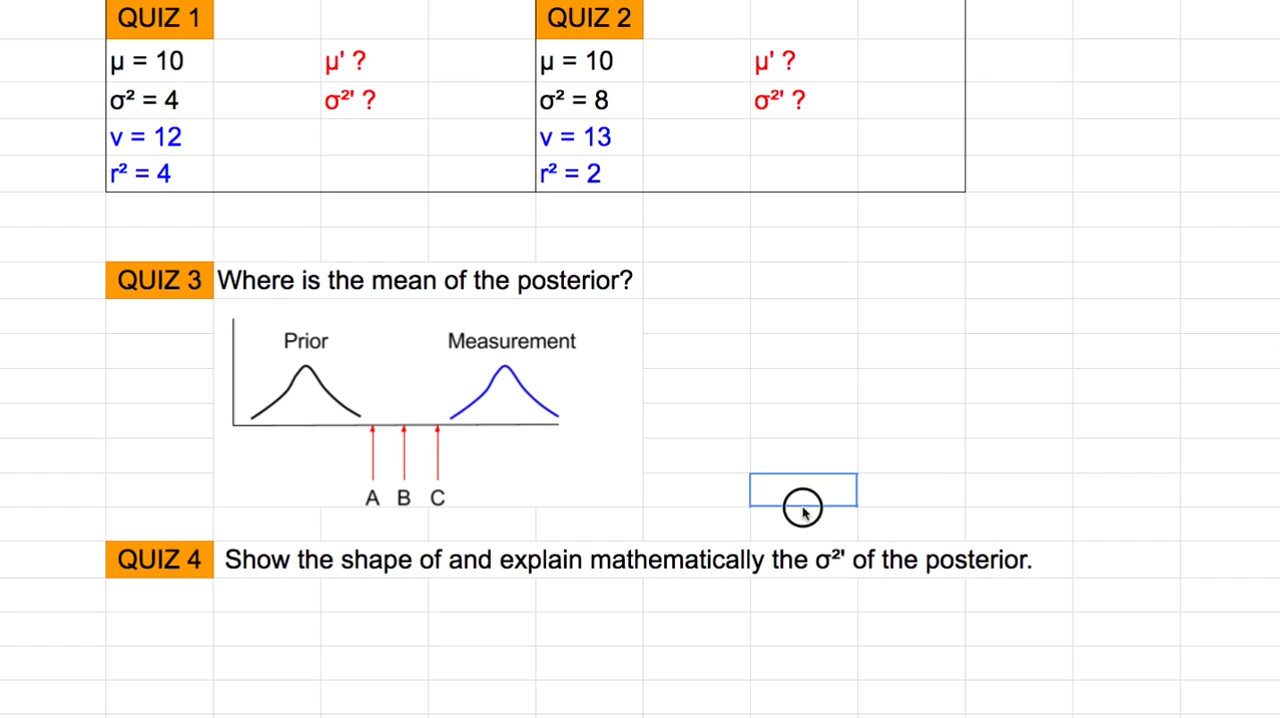 QUIZ 1 QUIZ 2
μ = 10 μ' ? μ = 10 μ' ?
σ² = 4 σ²' ? σ² = 8 σ²' ?
v = 12 v = 13
r² = 4 r² = 2
QUIZ 3 Where is the mean of the posterior?
Prior Measurement
A B C
QUIZ 4 Show the shape of and explain mathematically the σ²' of the posterior.